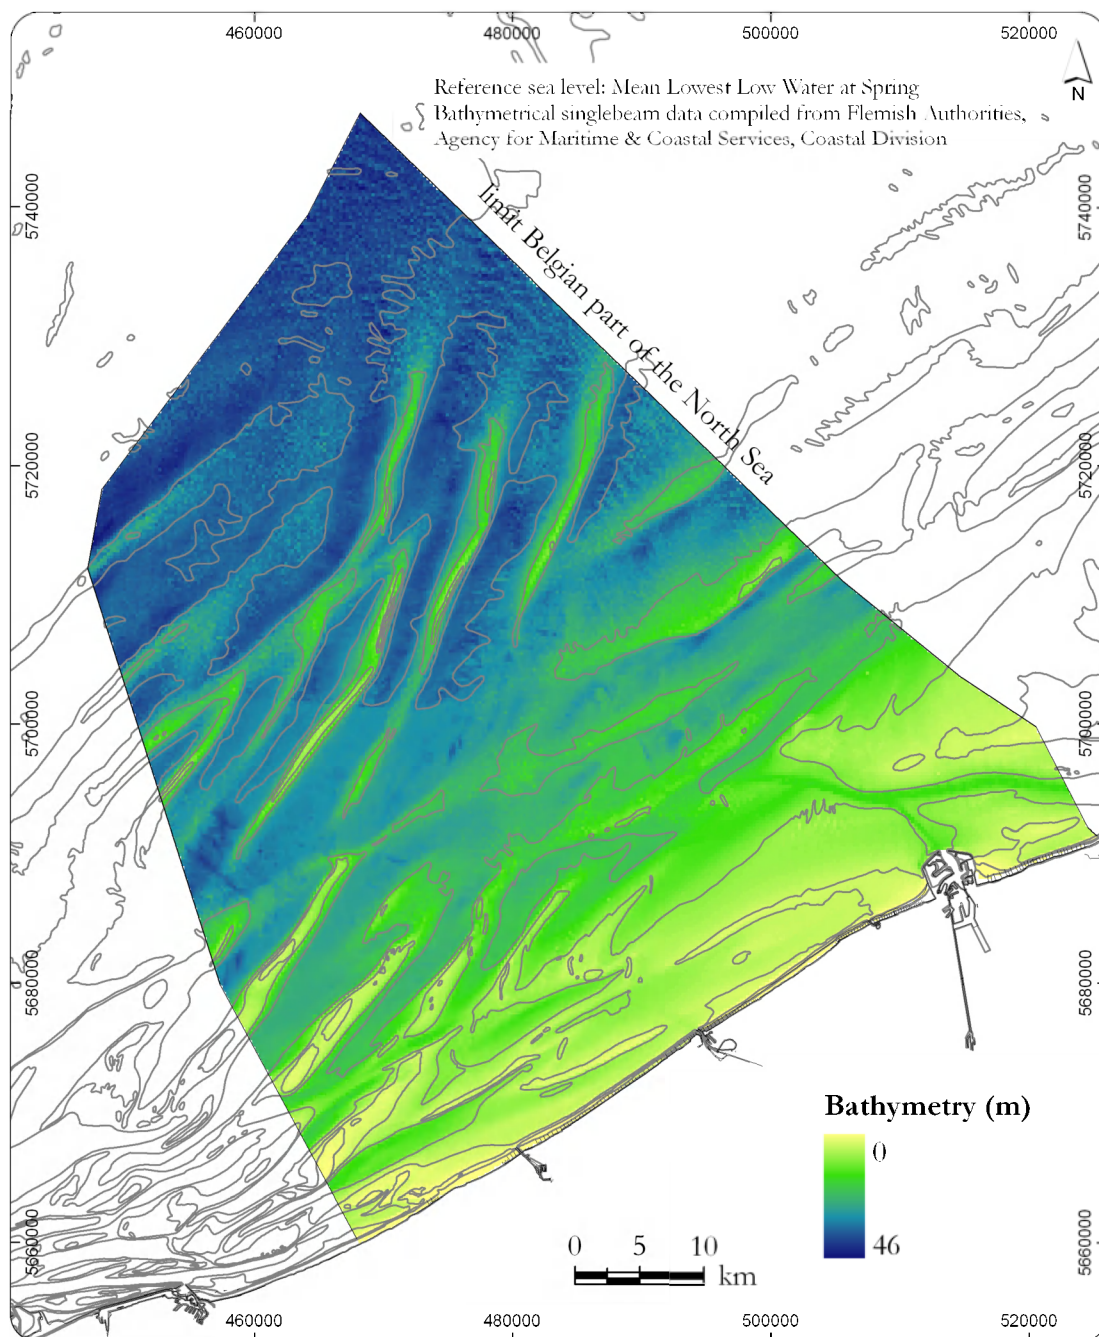 460000 480000 500000 520000
Reference sea level: Mean Lowest Low Water at Spring
Bathymetrical singlebeam data compiled from Flemish Authorities,
Agency for Maritime & Coastal Services, Coastal Division
N
limit Belgian part of the North Sea
5740000 5740000
5720000 5720000
5700000 5700000
5680000 5680000
5660000 5660000
Bathymetry (m)
0
46
0 5 10
km
460000 480000 500000 520000